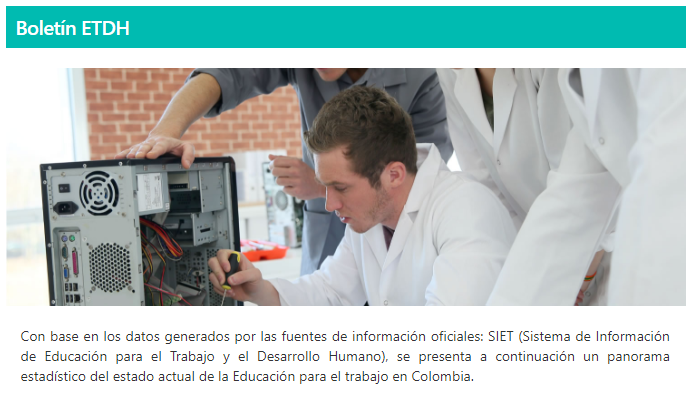 Boletín ETDH
Con base en los datos generados por las fuentes de información oficiales: SIET (Sistema de Información
de Educación para el Trabajo y el Desarrollo Humano), se presenta a continuación un panorama
estadístico del estado actual de la Educación para el trabajo en Colombia.